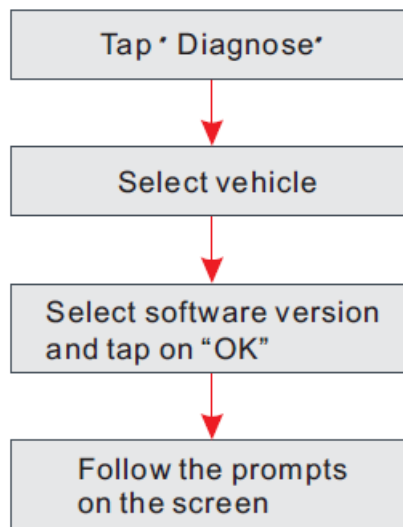 Tap * Diagnose*
Select vehicle
Select software version
and tap on “OK”
Follow the prompts
on the screen